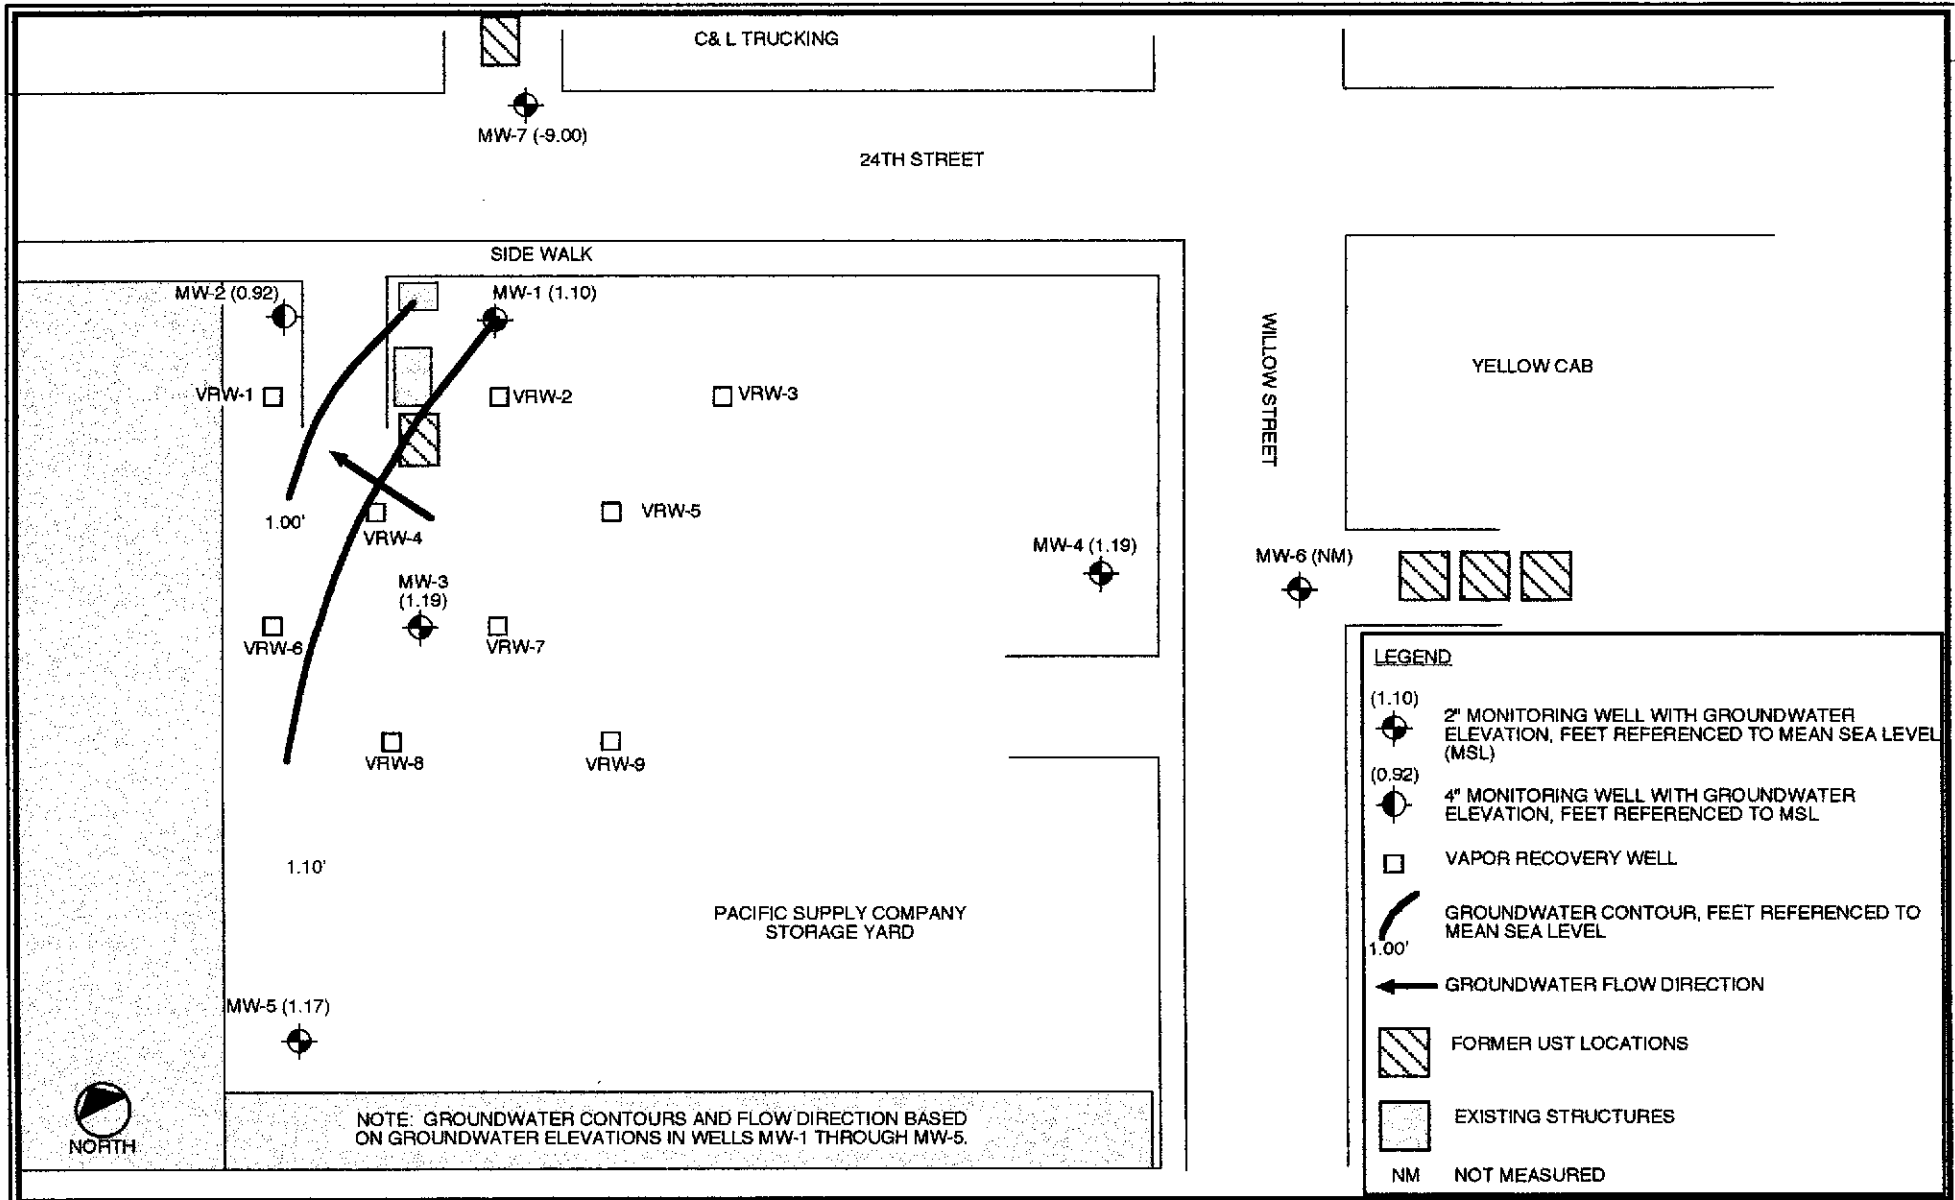 C& L TRUCKING
MW-7 (-9.00)
24TH STREET
SIDE WALK
MW-2 (0.92)
MW-1 (1.10)
VRW-1
VRW-2
VRW-3
WILLOW STREET
YELLOW CAB
1.00'
VRW-4
VRW-5
MW-4 (1.19)
MW-6 (NM)
MW-3
(1.19)
VRW-6
VRW-7
VRW-8
VRW-9
1.10'
PACIFIC SUPPLY COMPANY
STORAGE YARD
MW-5 (1.17)
NORTH
NOTE: GROUNDWATER CONTOURS AND FLOW DIRECTION BASED
ON GROUNDWATER ELEVATIONS IN WELLS MW-1 THROUGH MW-5.
LEGEND
(1.10)
2" MONITORING WELL WITH GROUNDWATER
ELEVATION, FEET REFERENCED TO MEAN SEA LEVEL
(MSL)
(0.92)
4" MONITORING WELL WITH GROUNDWATER
ELEVATION, FEET REFERENCED TO MSL
VAPOR RECOVERY WELL
GROUNDWATER CONTOUR, FEET REFERENCED TO
MEAN SEA LEVEL
1.00'
GROUNDWATER FLOW DIRECTION
FORMER UST LOCATIONS
EXISTING STRUCTURES
NM NOT MEASURED